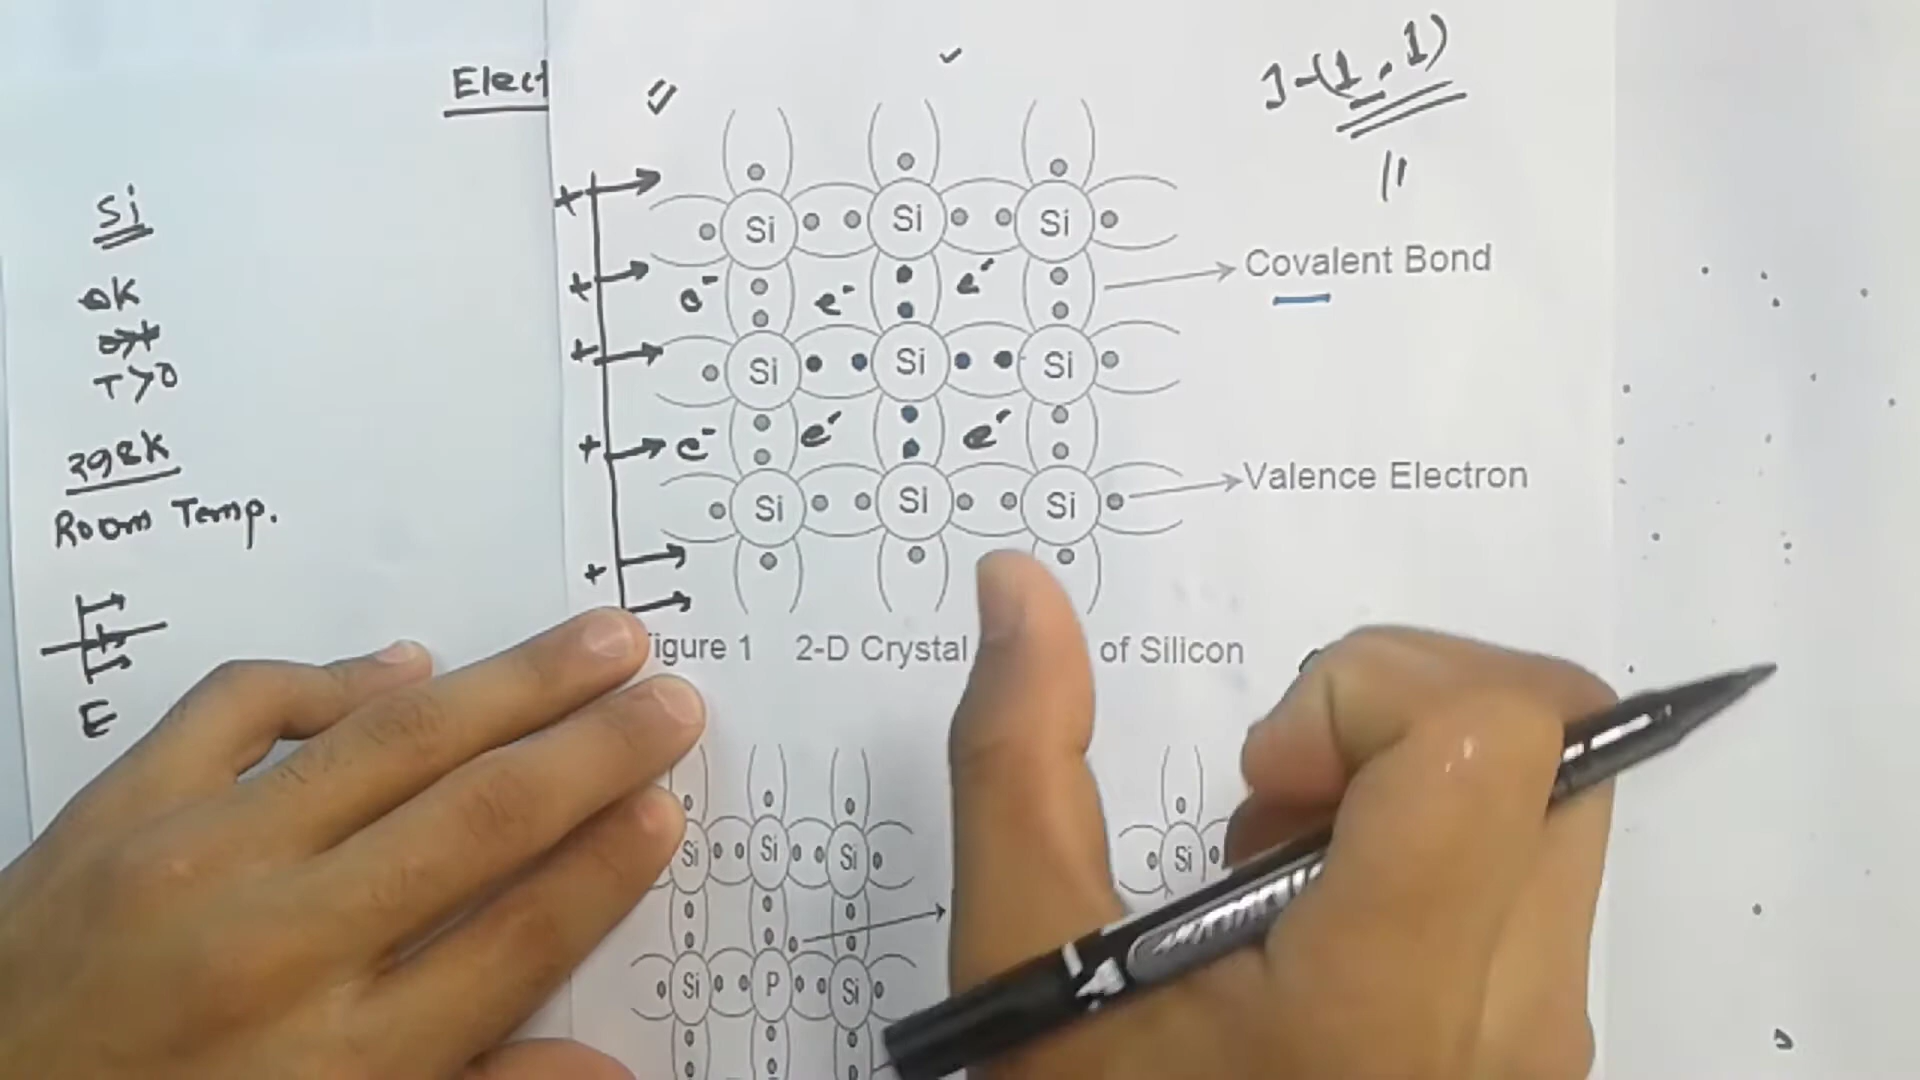 Elect
Si
0K
T>0
298K
Room Temp.
E
1-(1,1)
11
+
+
+
+
+
Si Si Si
e⁻ e⁻ e⁻
Covalent Bond
Si Si Si
e⁻ e⁻ e⁻
Valence Electron
Si Si Si
igure 1 2-D Crystal of Silicon
Si Si Si
Si
Si P Si